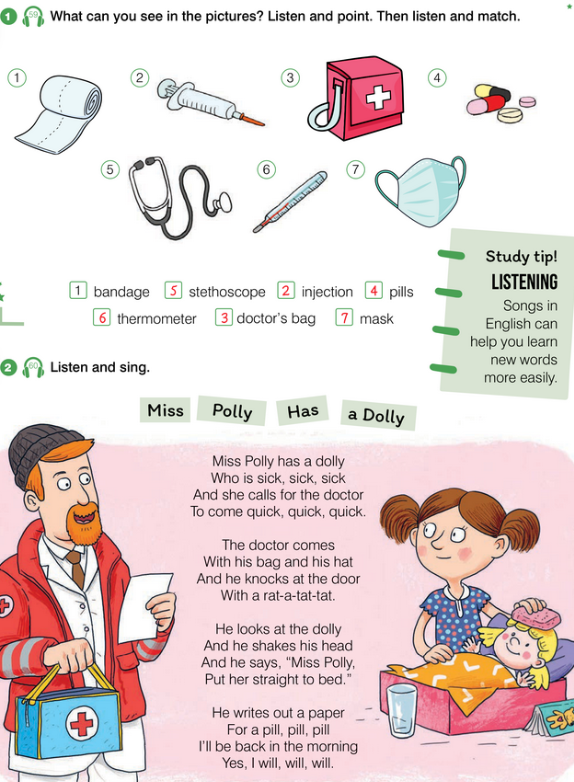 1 59 What can you see in the pictures? Listen and point. Then listen and match.
1 2 3 4
5 6 7
1 bandage 5 stethoscope 2 injection 4 pills
6 thermometer 3 doctor's bag 7 mask
Study tip!
LISTENING
Songs in
English can
help you learn
new words
more easily.
2 60 Listen and sing.
Miss Polly Has a Dolly
Miss Polly has a dolly
Who is sick, sick, sick
And she calls for the doctor
To come quick, quick, quick.
The doctor comes
With his bag and his hat
And he knocks at the door
With a rat-a-tat-tat.
He looks at the dolly
And he shakes his head
And he says, “Miss Polly,
Put her straight to bed.”
He writes out a paper
For a pill, pill, pill
I'll be back in the morning
Yes, I will, will, will.